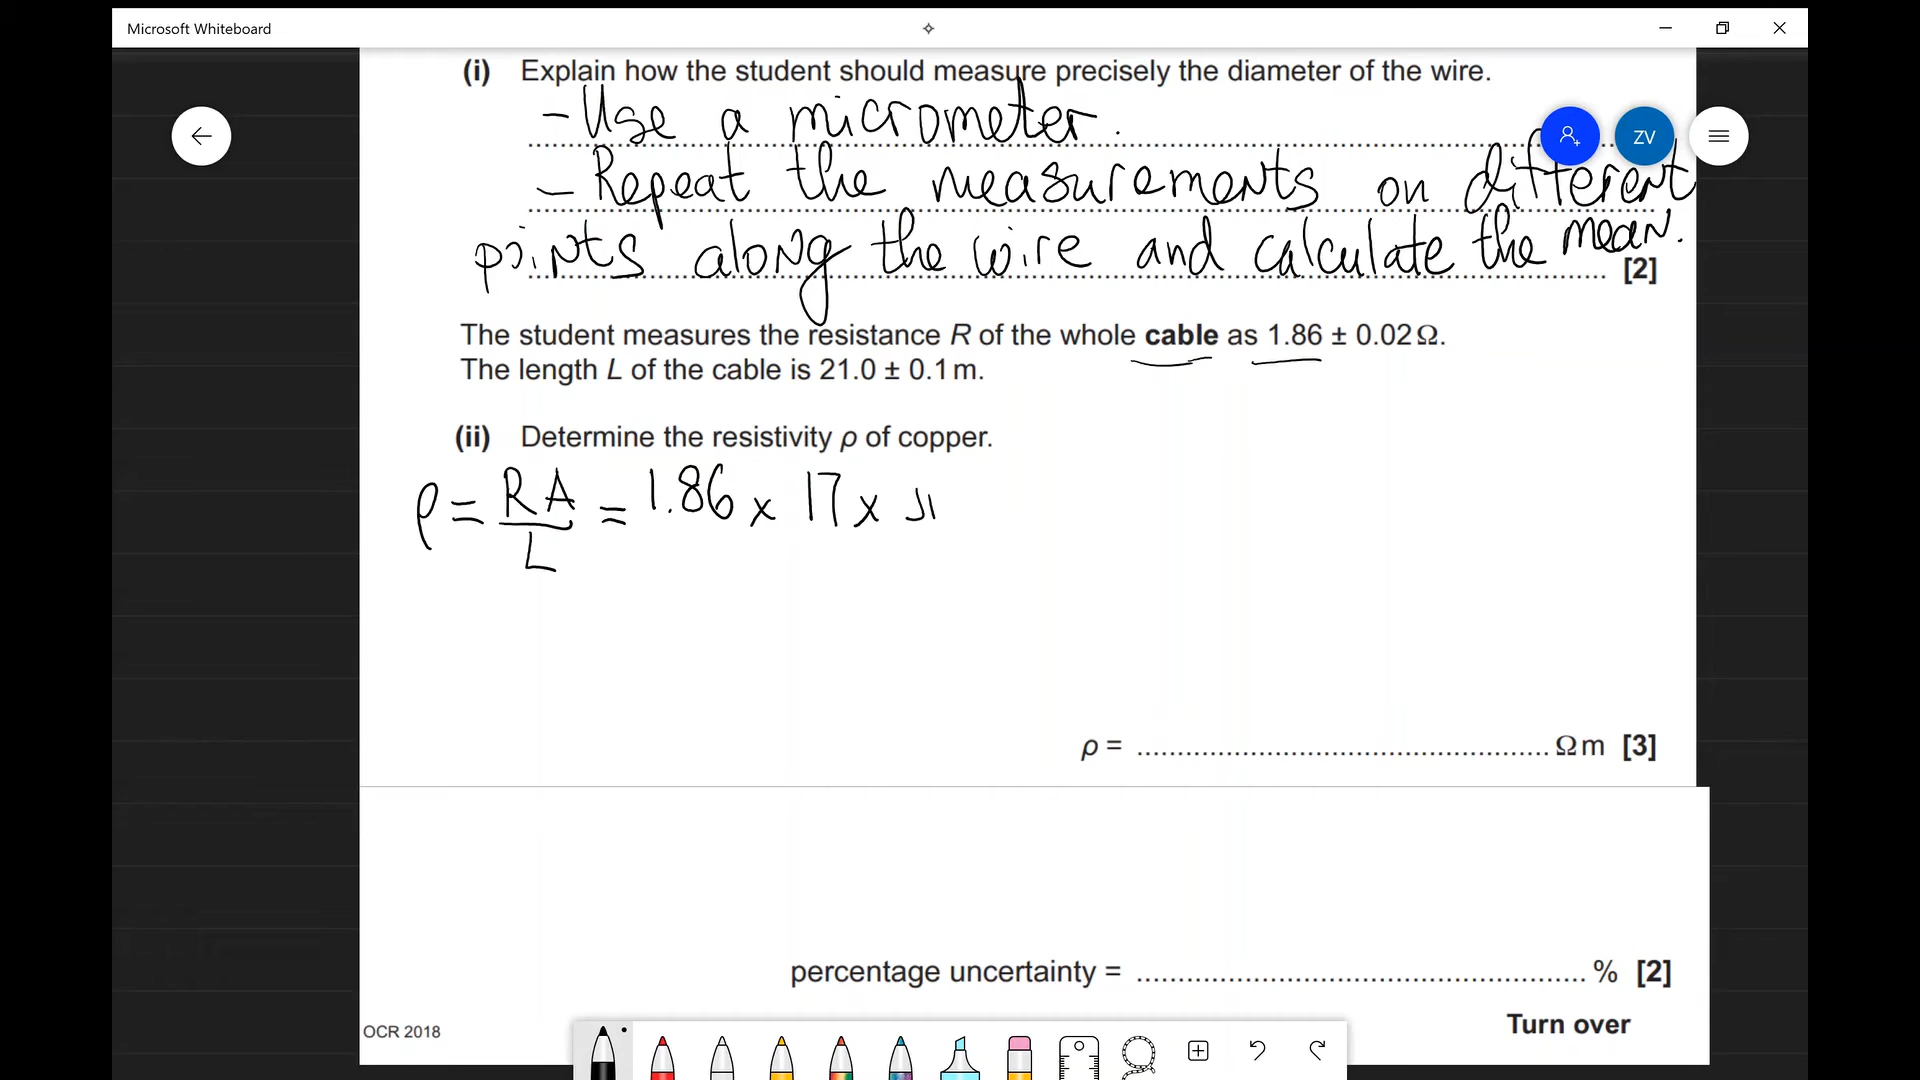 Microsoft Whiteboard
(i) Explain how the student should measure precisely the diameter of the wire.
- Use a micrometer.
- Repeat the measurements on different
points along the wire and calculate the mean.
[2]
ZV
The student measures the resistance R of the whole cable as 1.86 ± 0.02 Ω.
The length L of the cable is 21.0 ± 0.1 m.
(ii) Determine the resistivity ρ of copper.
ρ = RA/L = 1.86 x 17 x
ρ = ................................................. Ω m [3]
percentage uncertainty = ...................................................... % [2]
OCR 2018
Turn over